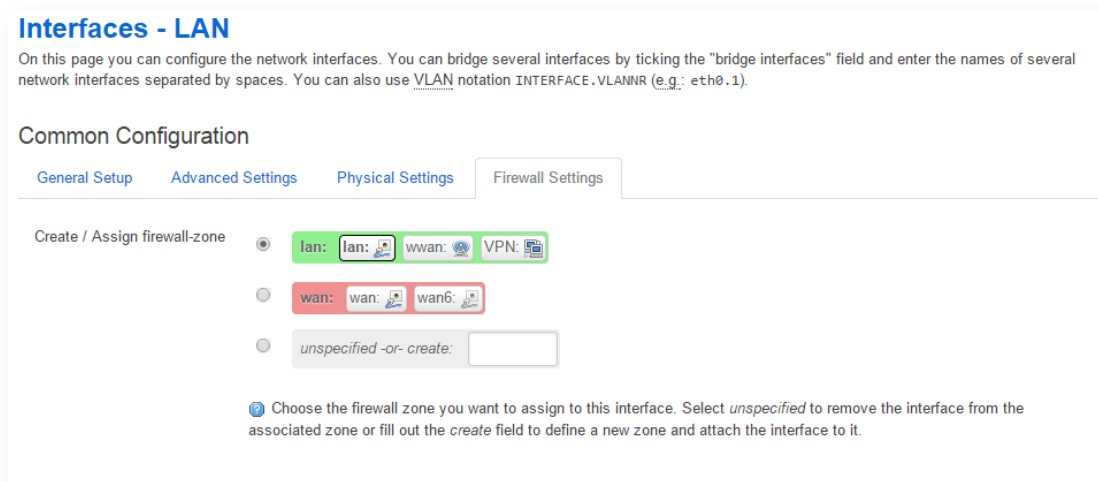 Interfaces - LAN
On this page you can configure the network interfaces. You can bridge several interfaces by ticking the "bridge interfaces" field and enter the names of several
network interfaces separated by spaces. You can also use VLAN notation INTERFACE.VLANNR (e.g.: eth0.1).
Common Configuration
General Setup Advanced Settings Physical Settings Firewall Settings
Create / Assign firewall-zone lan: lan: wwan: VPN:
wan: wan: wan6:
unspecified -or- create:
Choose the firewall zone you want to assign to this interface. Select unspecified to remove the interface from the
associated zone or fill out the create field to define a new zone and attach the interface to it.